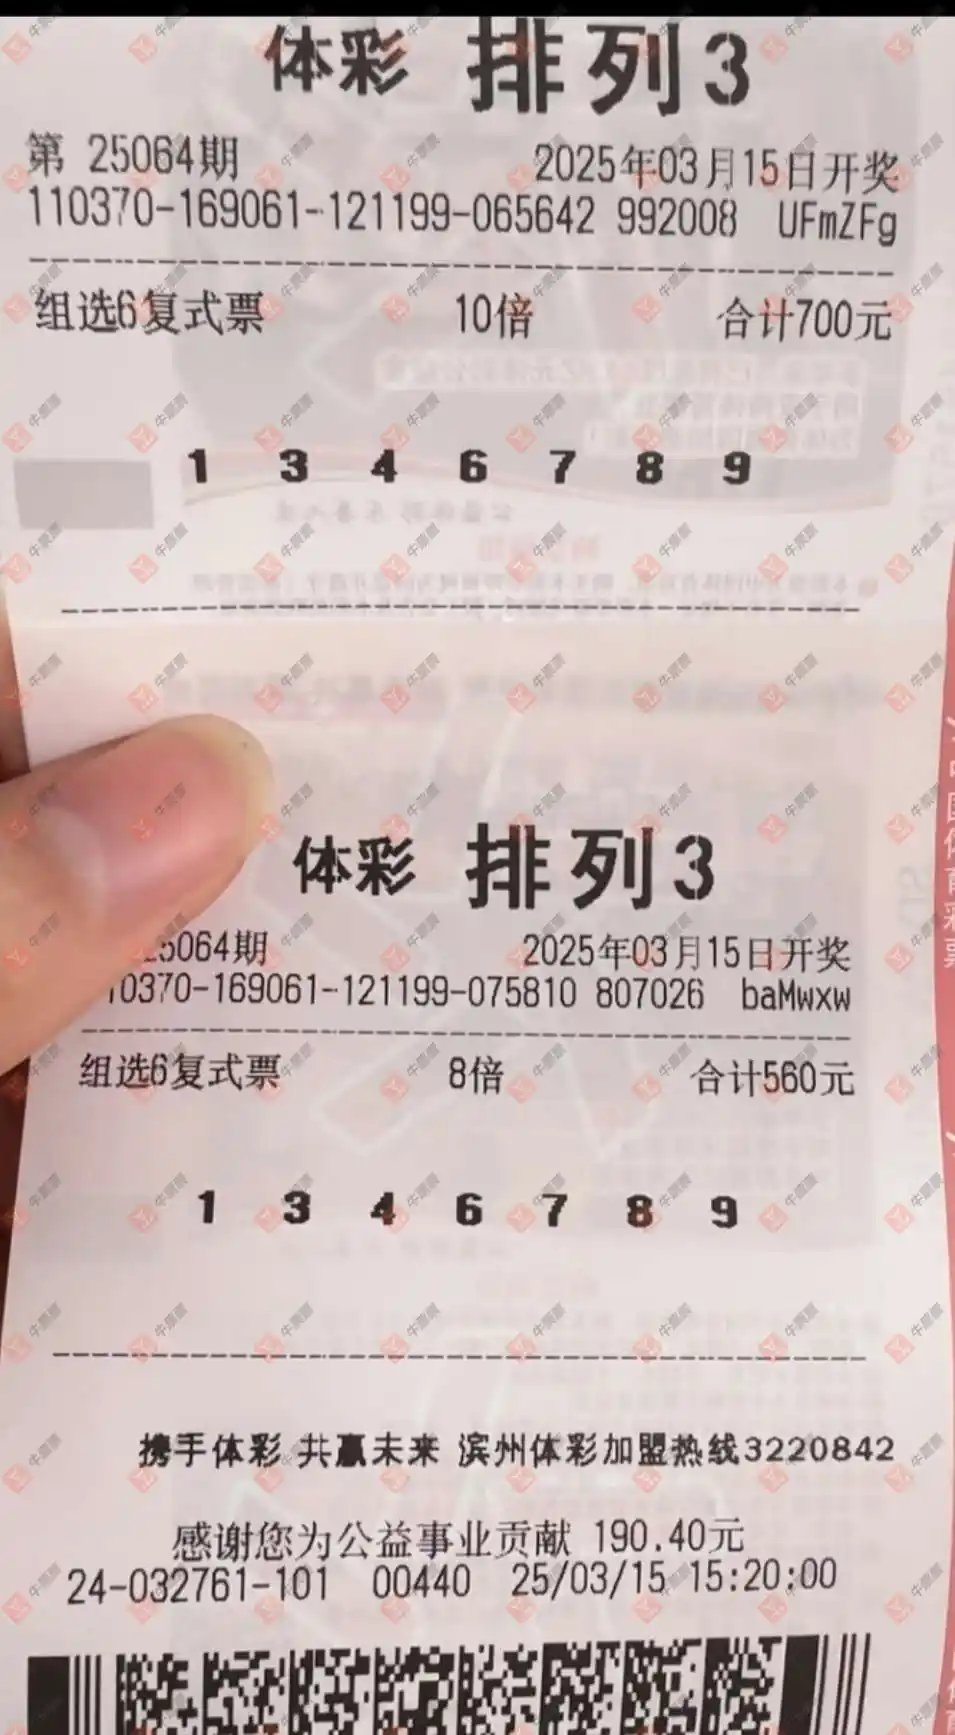 体彩 排列3
第 25064期 2025年03月15日开奖
110370-169061-121199-065642 992008 UFmZFg
组选6复式票 10倍 合计700元
1 3 4 6 7 8 9
体彩 排列3
5064期 2025年03月15日开奖
10370-169061-121199-075810 807026 baMwxw
组选6复式票 8倍 合计560元
1 3 4 6 7 8 9
携手体彩 共赢未来 滨州体彩加盟热线3220842
感谢您为公益事业贡献 190.40元
24-032761-101 00440 25/03/15 15:20:00
中国体育彩票